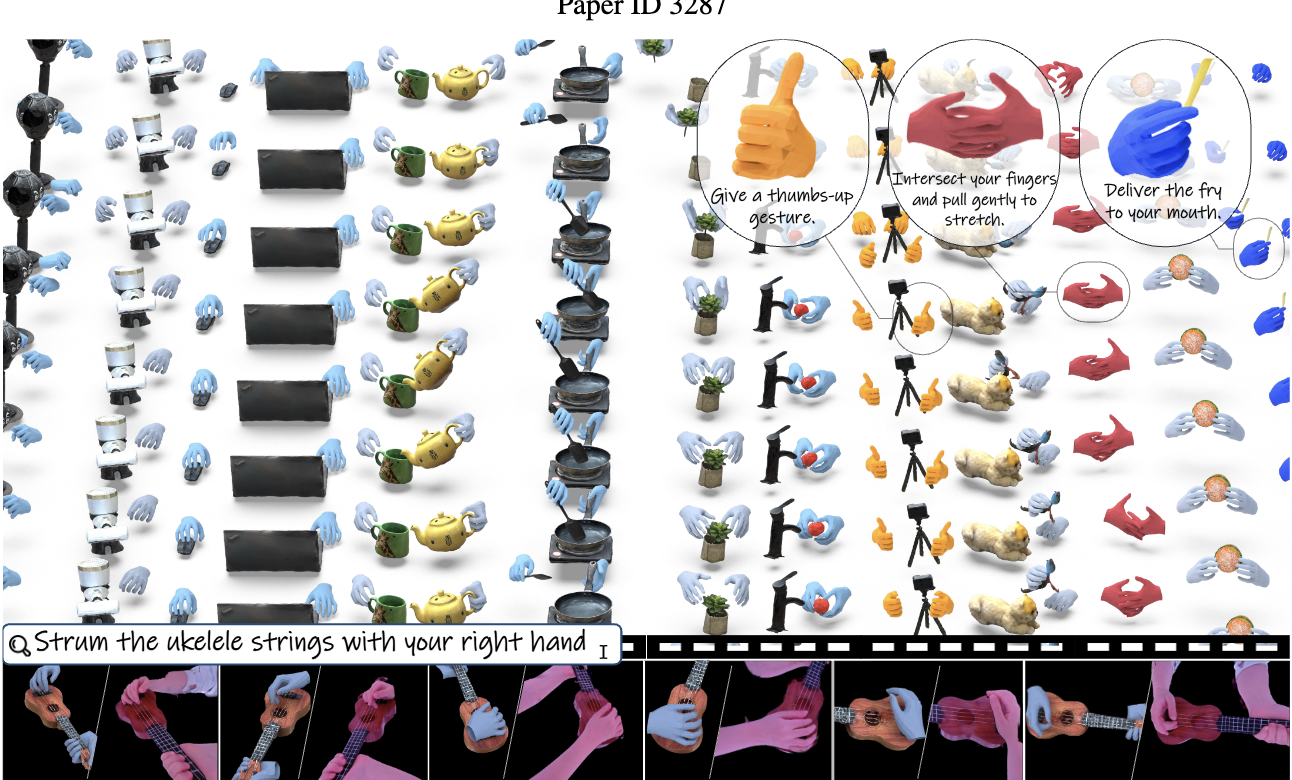 Paper ID 3287
Give a thumbs-up
gesture.
Intersect your fingers
and pull gently to
stretch.
Deliver the fry
to your mouth.
Strum the ukelele strings with your right hand